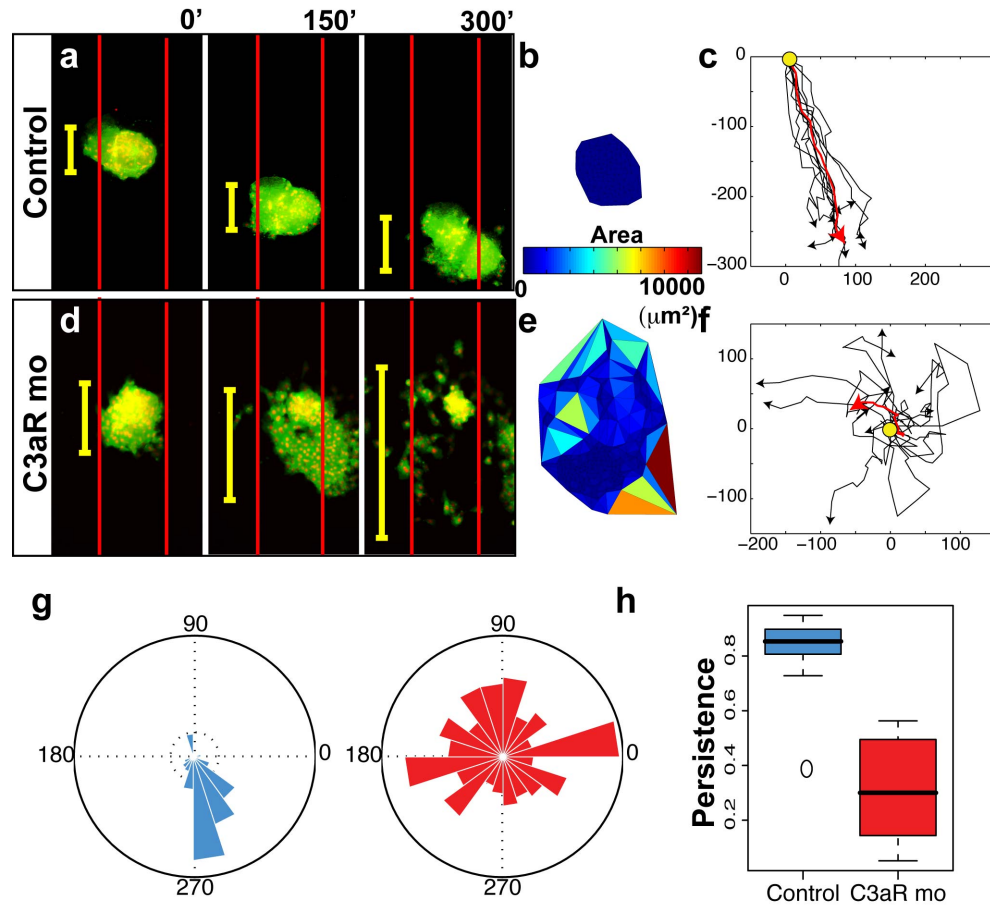 0' 150' 300'
a
Control
b
Area
0 10000
(μm²)
c
0
-100
-200
-300
0 100 200
d
C3aR mo
e
f
100
0
-100
-200 -100 0 100
g
90
180 0
270
90
180 0
270
h
Persistence
0.2 0.4 0.6 0.8
Control C3aR mo